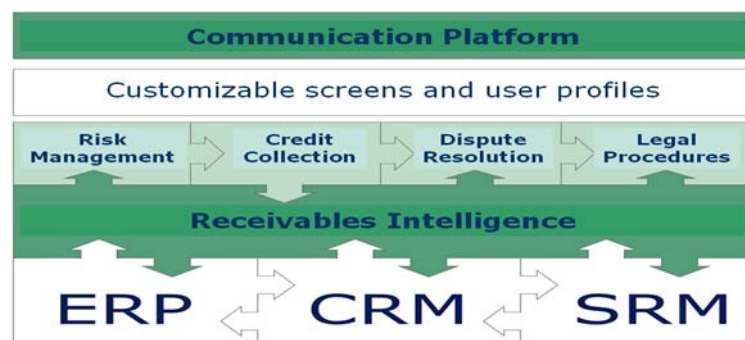 Communication Platform
Customizable screens and user profiles
Risk Management
Credit Collection
Dispute Resolution
Legal Procedures
Receivables Intelligence
ERP CRM SRM